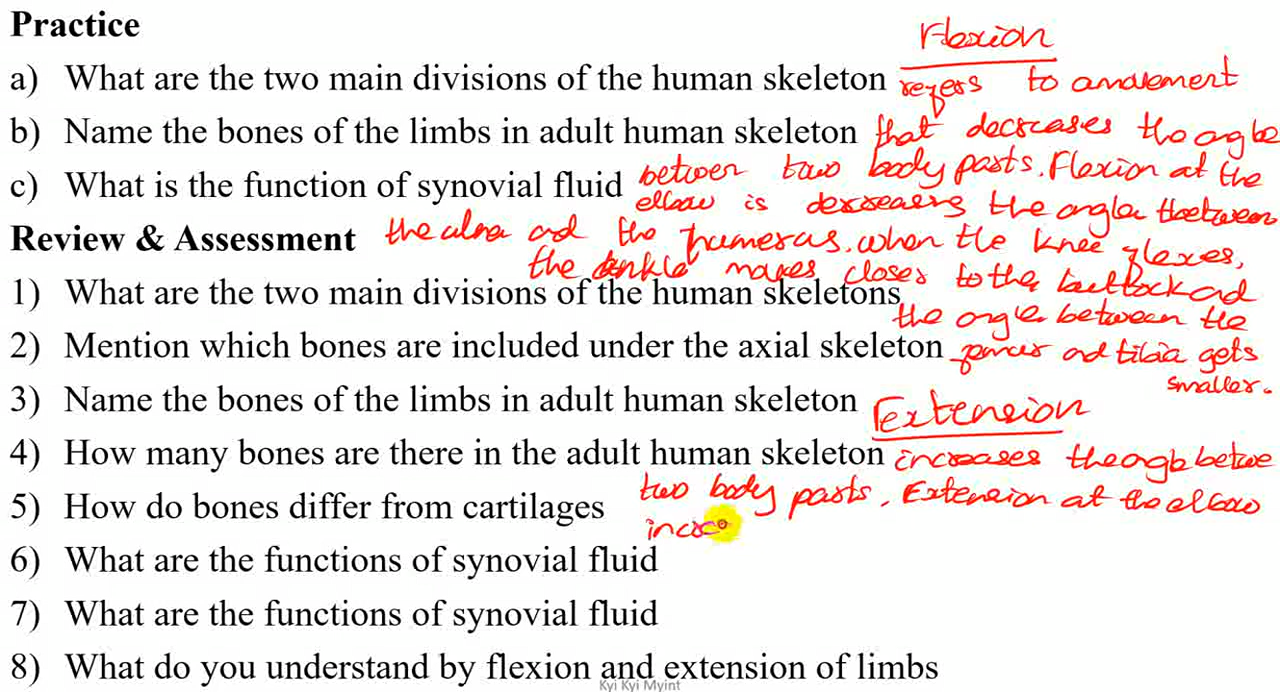 Practice
Flexion
a) What are the two main divisions of the human skeleton refers to amovement
b) Name the bones of the limbs in adult human skeleton that decreases the angle
c) What is the function of synovial fluid between two body parts. Flexion at the
elbow is decreasing the angle between
Review & Assessment the ulna and the humerus. when the knee flexes,
the ankle moves closer to the buttock and
1) What are the two main divisions of the human skeletons
the angle between the
2) Mention which bones are included under the axial skeleton and tibia gets
smaller.
3) Name the bones of the limbs in adult human skeleton Extension
4) How many bones are there in the adult human skeleton increases the angle betwe
two body parts. Extension at the elbow
5) How do bones differ from cartilages
incre
6) What are the functions of synovial fluid
7) What are the functions of synovial fluid
8) What do you understand by flexion and extension of limbs
Kyi Kyi Myint